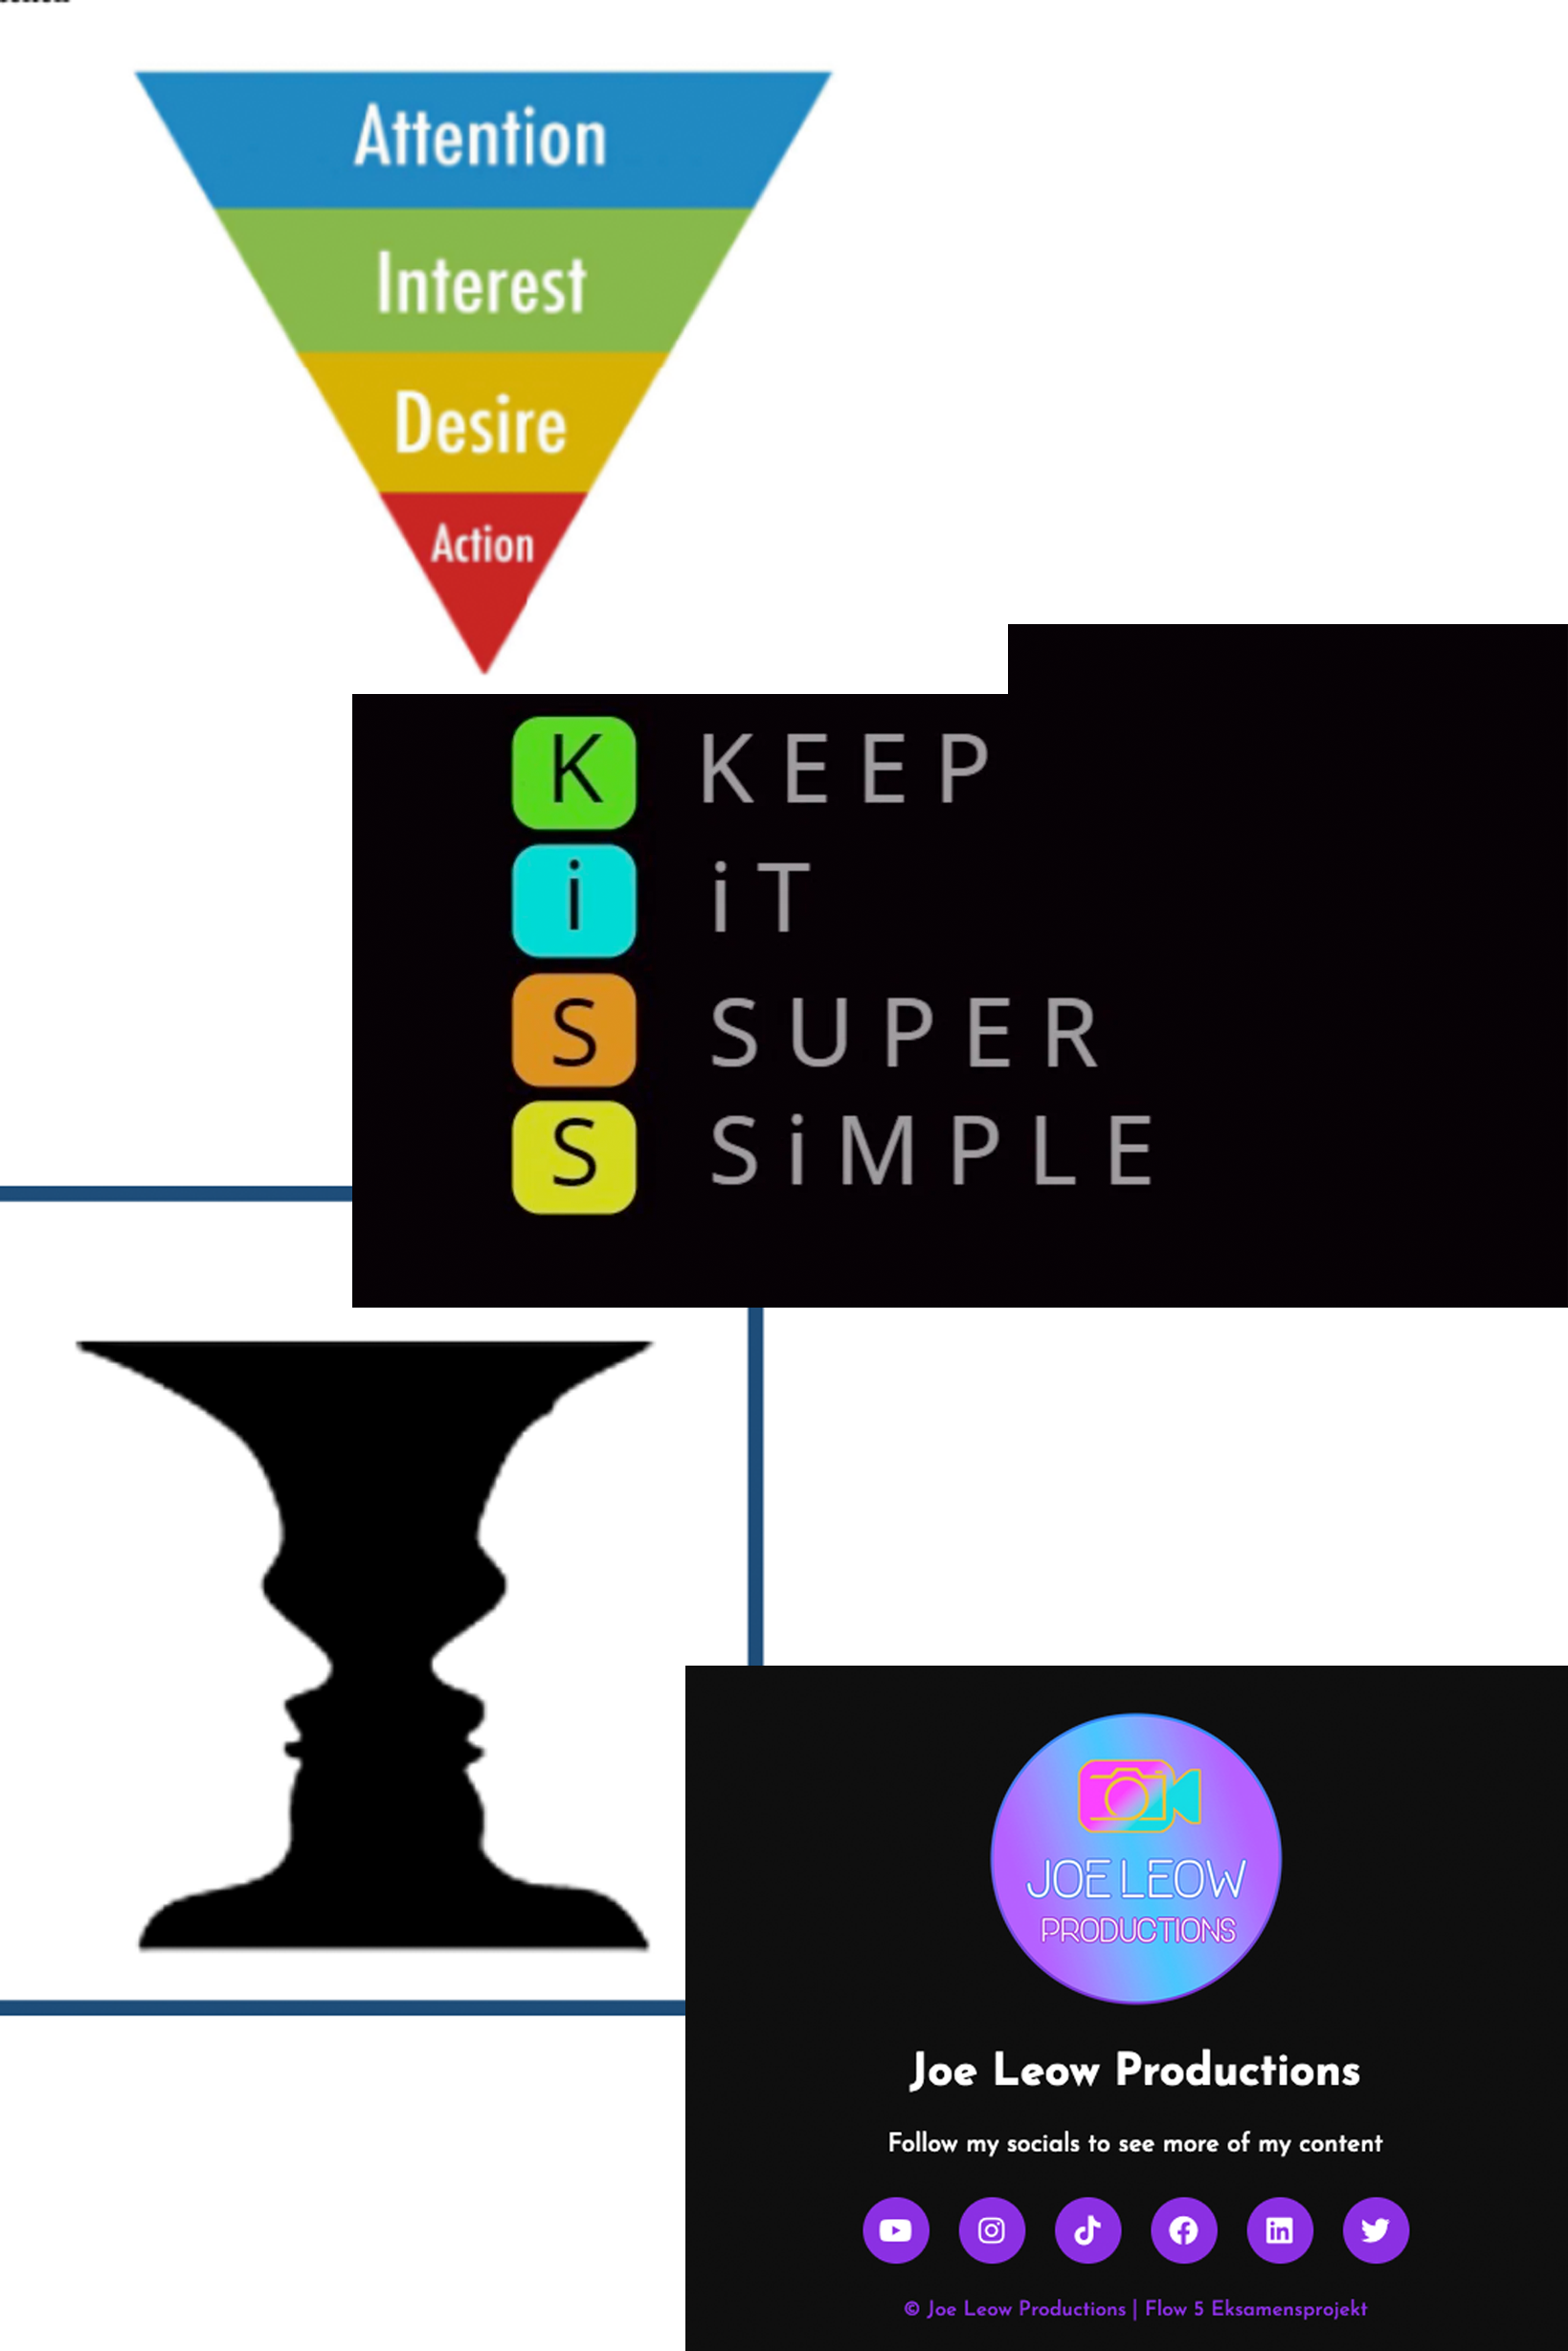 Attention
Interest
Desire
Action
K KEEP
i iT
S SUPER
S SiMPLE
JOE LEOW
PRODUCTIONS
Joe Leow Productions
Follow my socials to see more of my content
in
© Joe Leow Productions | Flow 5 Eksamensprojekt